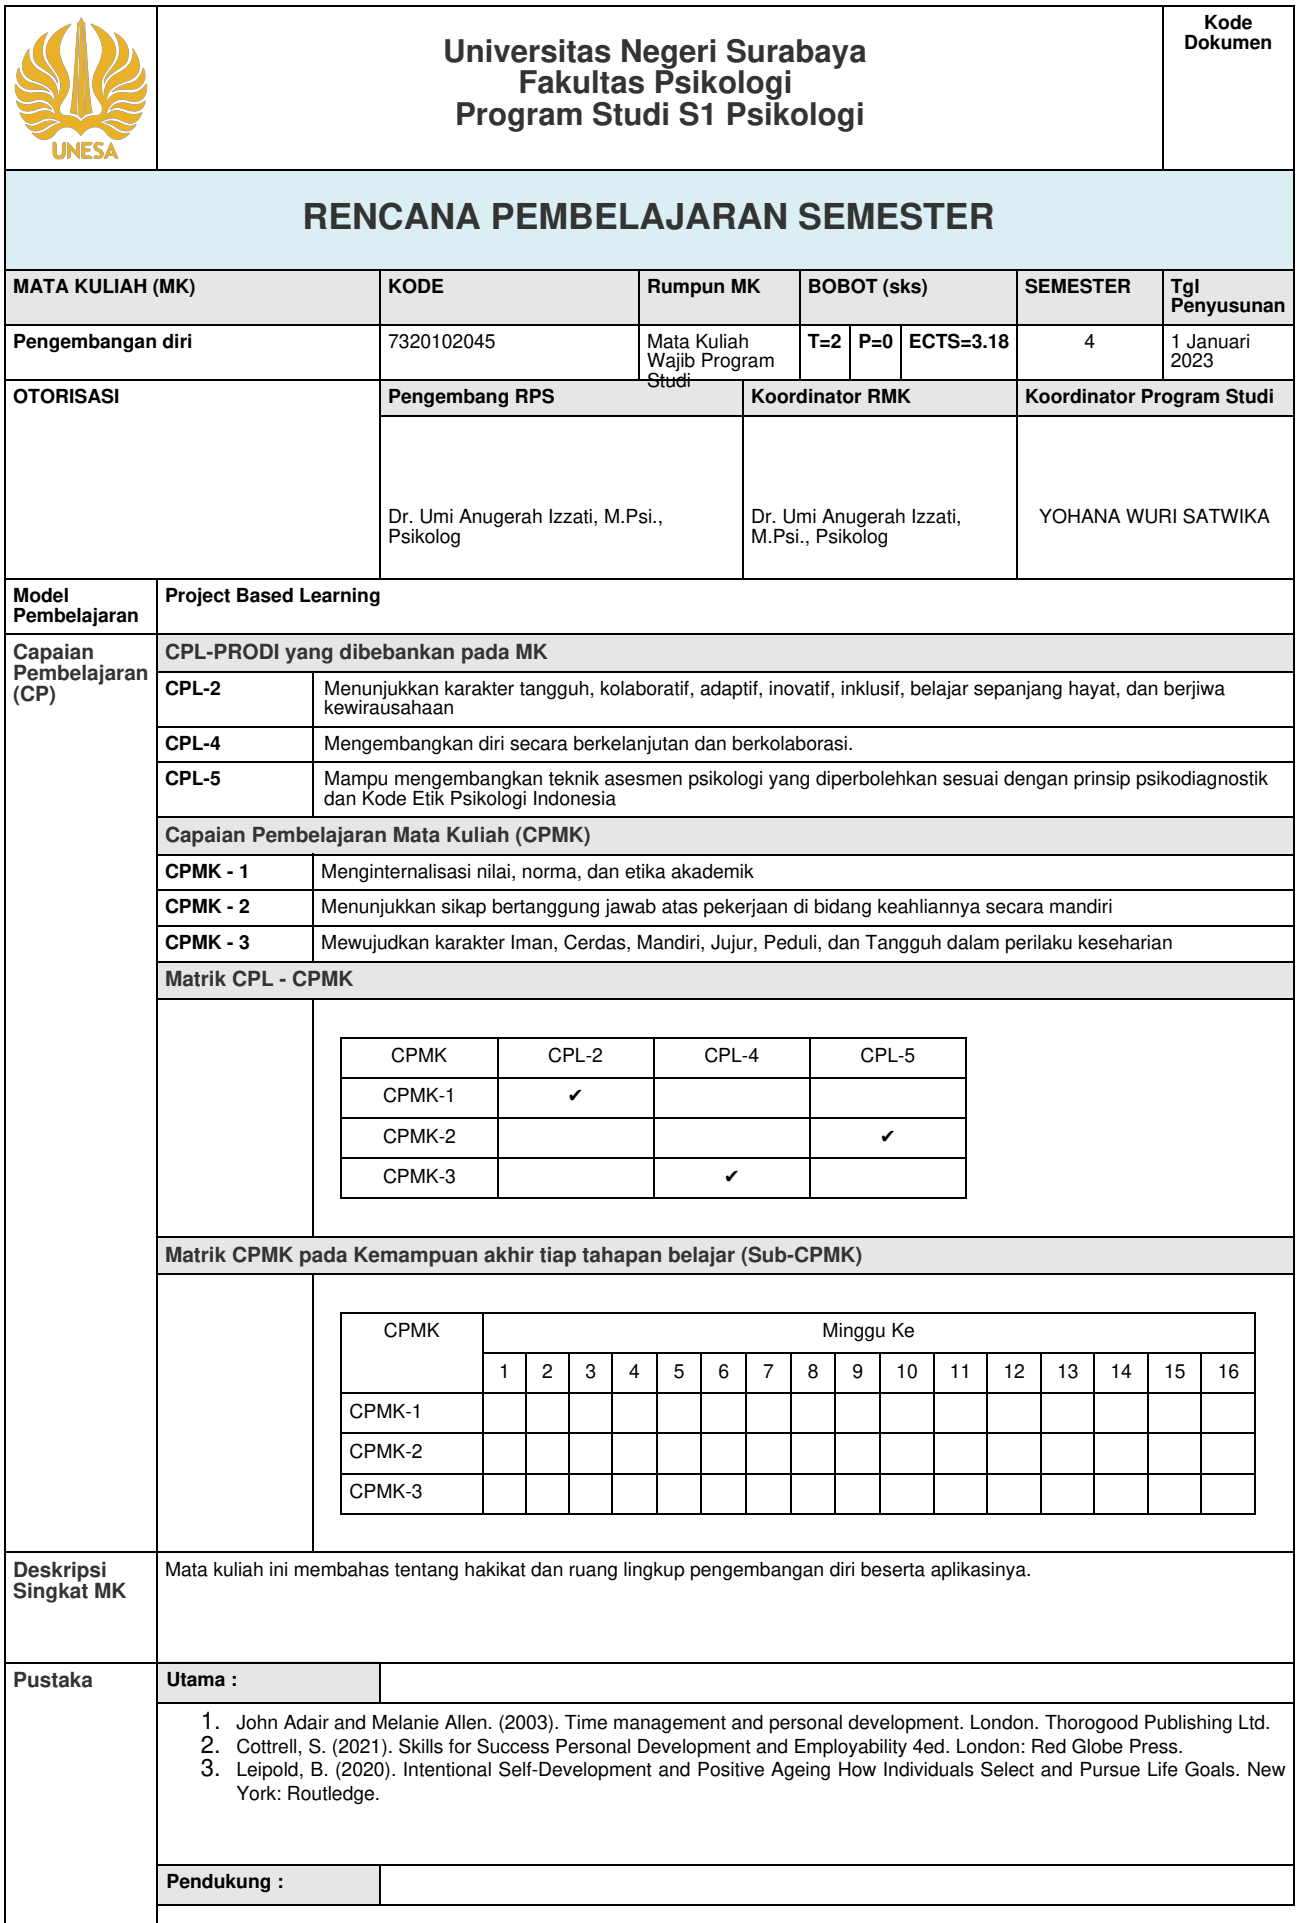 UNESA
Universitas Negeri Surabaya
Fakultas Psikologi
Program Studi S1 Psikologi
Kode
Dokumen
RENCANA PEMBELAJARAN SEMESTER
MATA KULIAH (MK)
KODE
Rumpun MK
BOBOT (sks)
SEMESTER
Tgl
Penyusunan
Pengembangan diri
7320102045
Mata Kuliah
Wajib Program
Studi
T=2
P=0
ECTS=3.18
4
1 Januari
2023
OTORISASI
Pengembang RPS
Koordinator RMK
Koordinator Program Studi
Dr. Umi Anugerah Izzati, M.Psi.,
Psikolog
Dr. Umi Anugerah Izzati,
M.Psi., Psikolog
YOHANA WURI SATWIKA
Model
Pembelajaran
Project Based Learning
Capaian
Pembelajaran
(CP)
CPL-PRODI yang dibebankan pada MK
CPL-2
Menunjukkan karakter tangguh, kolaboratif, adaptif, inovatif, inklusif, belajar sepanjang hayat, dan berjiwa
kewirausahaan
CPL-4
Mengembangkan diri secara berkelanjutan dan berkolaborasi.
CPL-5
Mampu mengembangkan teknik asesmen psikologi yang diperbolehkan sesuai dengan prinsip psikodiagnostik
dan Kode Etik Psikologi Indonesia
Capaian Pembelajaran Mata Kuliah (CPMK)
CPMK - 1
Menginternalisasi nilai, norma, dan etika akademik
CPMK - 2
Menunjukkan sikap bertanggung jawab atas pekerjaan di bidang keahliannya secara mandiri
CPMK - 3
Mewujudkan karakter Iman, Cerdas, Mandiri, Jujur, Peduli, dan Tangguh dalam perilaku keseharian
Matrik CPL - CPMK
CPMK CPL-2 CPL-4 CPL-5
CPMK-1 ✔
CPMK-2 ✔
CPMK-3 ✔
Matrik CPMK pada Kemampuan akhir tiap tahapan belajar (Sub-CPMK)
CPMK Minggu Ke
1 2 3 4 5 6 7 8 9 10 11 12 13 14 15 16
CPMK-1
CPMK-2
CPMK-3
Deskripsi
Singkat MK
Mata kuliah ini membahas tentang hakikat dan ruang lingkup pengembangan diri beserta aplikasinya.
Pustaka
Utama :
1. John Adair and Melanie Allen. (2003). Time management and personal development. London. Thorogood Publishing Ltd.
2. Cottrell, S. (2021). Skills for Success Personal Development and Employability 4ed. London: Red Globe Press.
3. Leipold, B. (2020). Intentional Self-Development and Positive Ageing How Individuals Select and Pursue Life Goals. New
York: Routledge.
Pendukung :